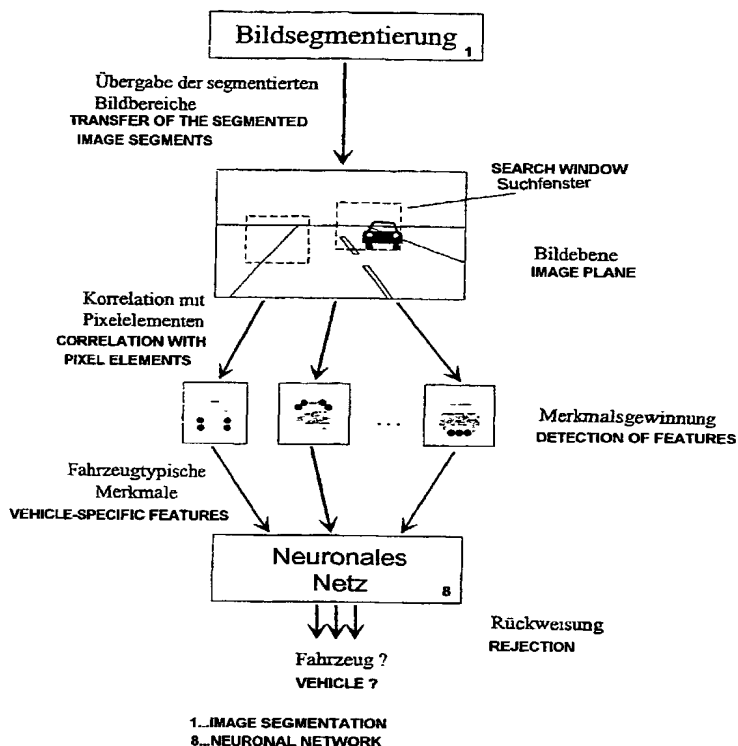 Bildsegmentierung 1
Übergabe der segmentierten
Bildbereiche
TRANSFER OF THE SEGMENTED
IMAGE SEGMENTS
SEARCH WINDOW
Suchfenster
Bildebene
IMAGE PLANE
Korrelation mit
Pixelelementen
CORRELATION WITH
PIXEL ELEMENTS
...
Merkmalsgewinnung
DETECTION OF FEATURES
Fahrzeugtypische
Merkmale
VEHICLE-SPECIFIC FEATURES
Neuronales
Netz 8
Rückweisung
REJECTION
Fahrzeug ?
VEHICLE ?
1...IMAGE SEGMENTATION
8...NEURONAL NETWORK